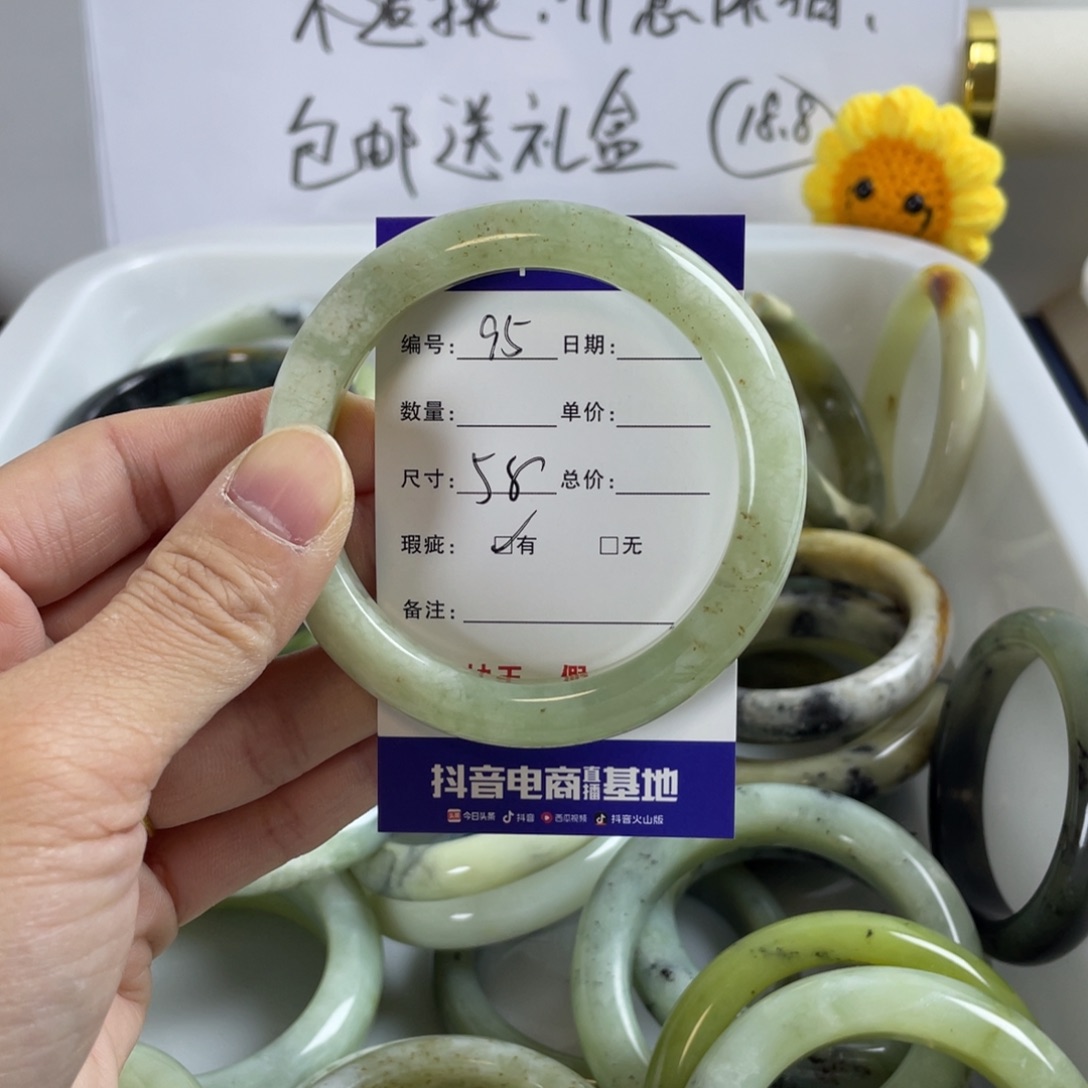 包邮送礼盒 (18.8)
编号: 95 日期:
数量: 单价:
尺寸: 58 总价:
瑕疵: ☑有 □无
备注:
抖音电商直播基地
头条 今日头条 抖音 西瓜视频 抖音火山版